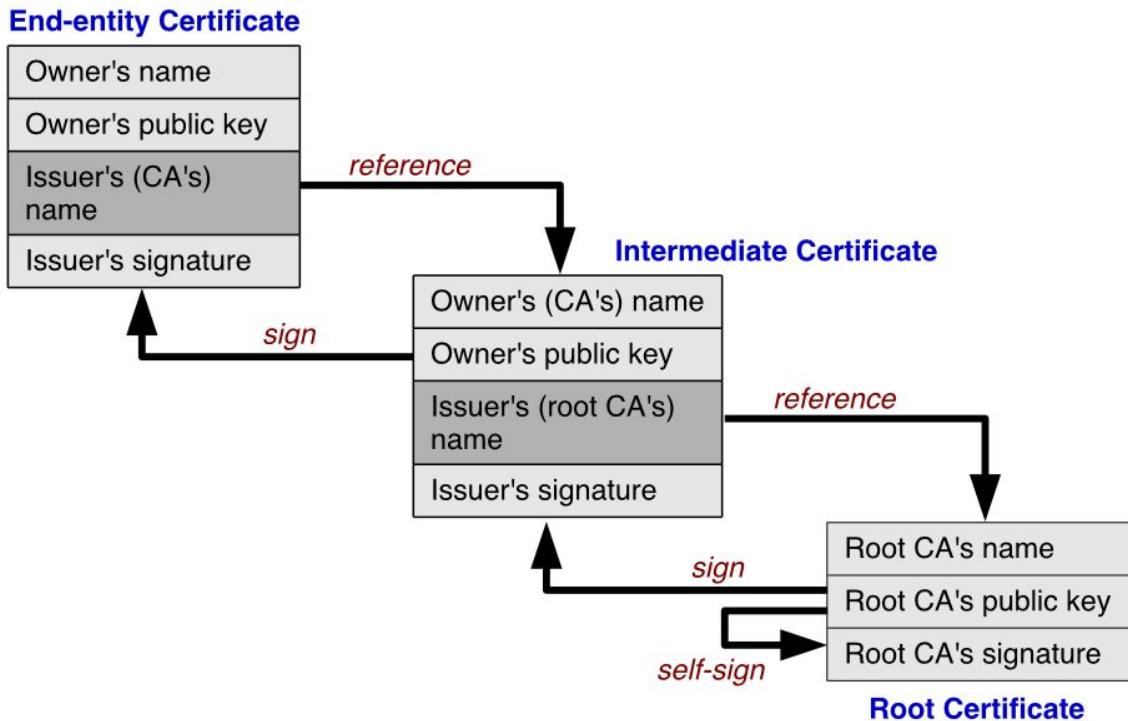 End-entity Certificate
Owner's name
Owner's public key
Issuer's (CA's)
name
Issuer's signature
reference
sign
Intermediate Certificate
Owner's (CA's) name
Owner's public key
Issuer's (root CA's)
name
Issuer's signature
reference
sign
self-sign
Root CA's name
Root CA's public key
Root CA's signature
Root Certificate